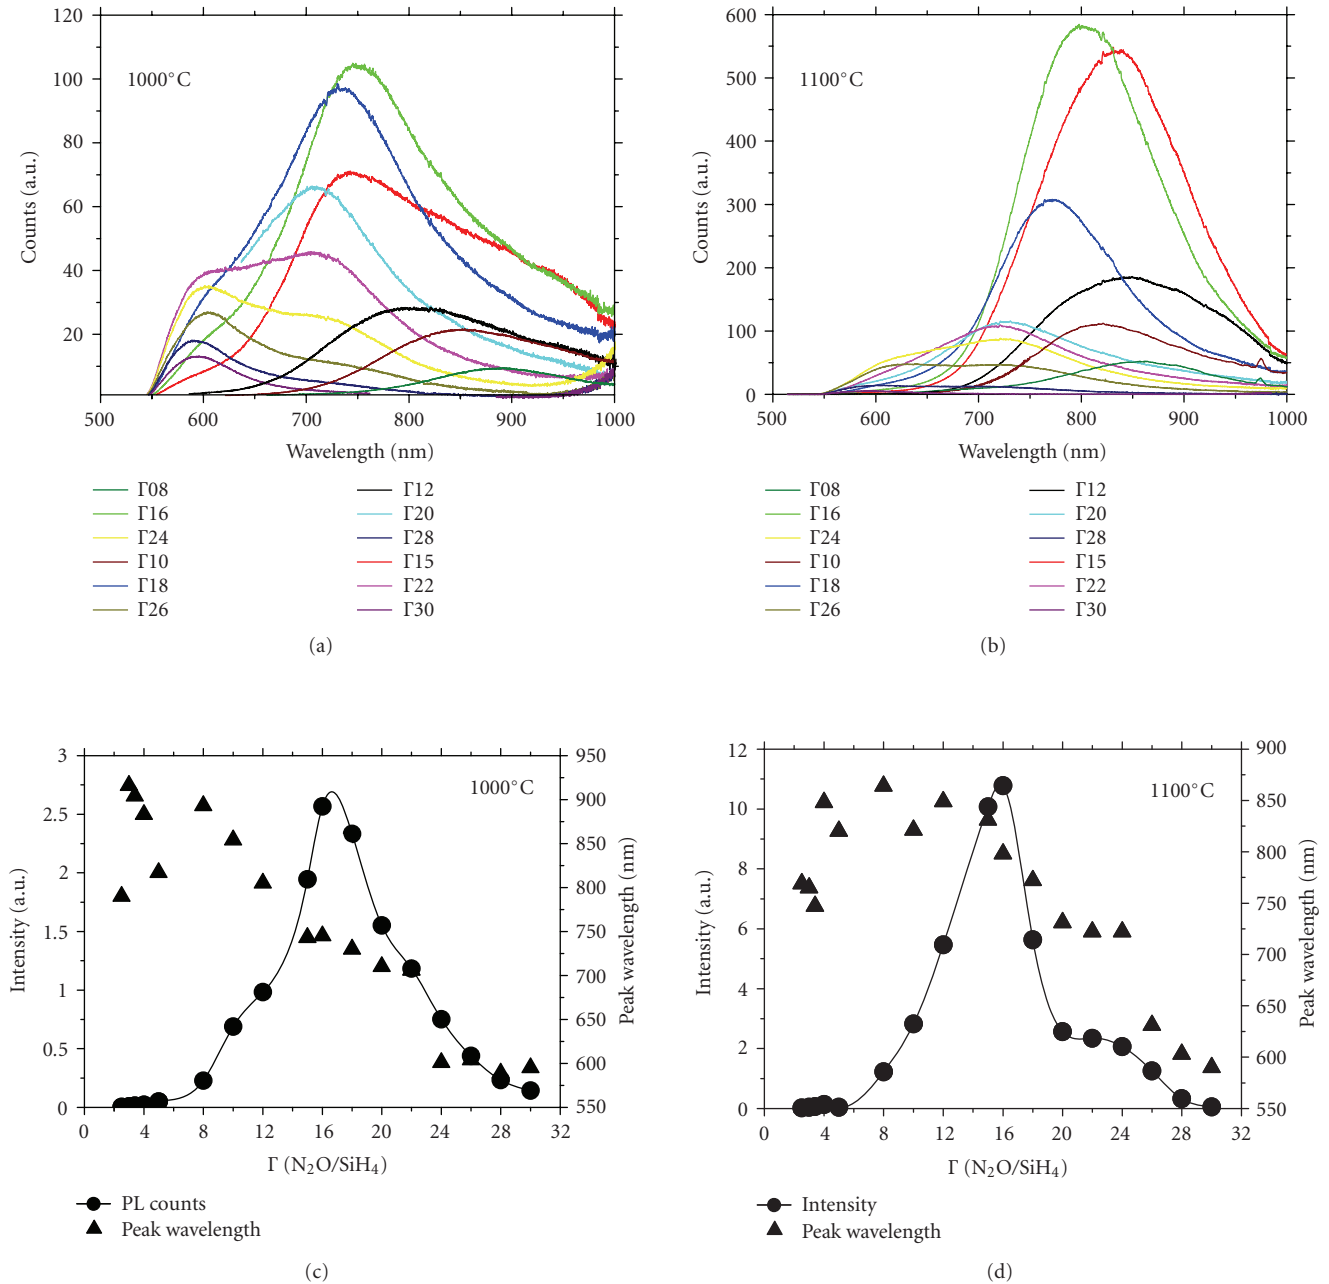 120
100
80
60
40
20
Counts (a.u.)
1000°C
500 600 700 800 900 1000
Wavelength (nm)
Γ08 Γ12
Γ16 Γ20
Γ24 Γ28
Γ10 Γ15
Γ18 Γ22
Γ26 Γ30
(a)
600
500
400
300
200
100
0
Counts (a.u.)
1100°C
500 600 700 800 900 1000
Wavelength (nm)
Γ08 Γ12
Γ16 Γ20
Γ24 Γ28
Γ10 Γ15
Γ18 Γ22
Γ26 Γ30
(b)
3
2.5
2
1.5
1
0.5
0
Intensity (a.u.)
1000°C
950
900
850
800
750
700
650
600
550
Peak wavelength (nm)
0 4 8 12 16 20 24 28 32
Γ (N₂O/SiH₄)
PL counts
Peak wavelength
(c)
12
10
8
6
4
2
0
Intensity (a.u.)
1100°C
900
850
800
750
700
650
600
550
Peak wavelength (nm)
0 4 8 12 16 20 24 28 32
Γ (N₂O/SiH₄)
Intensity
Peak wavelength
(d)